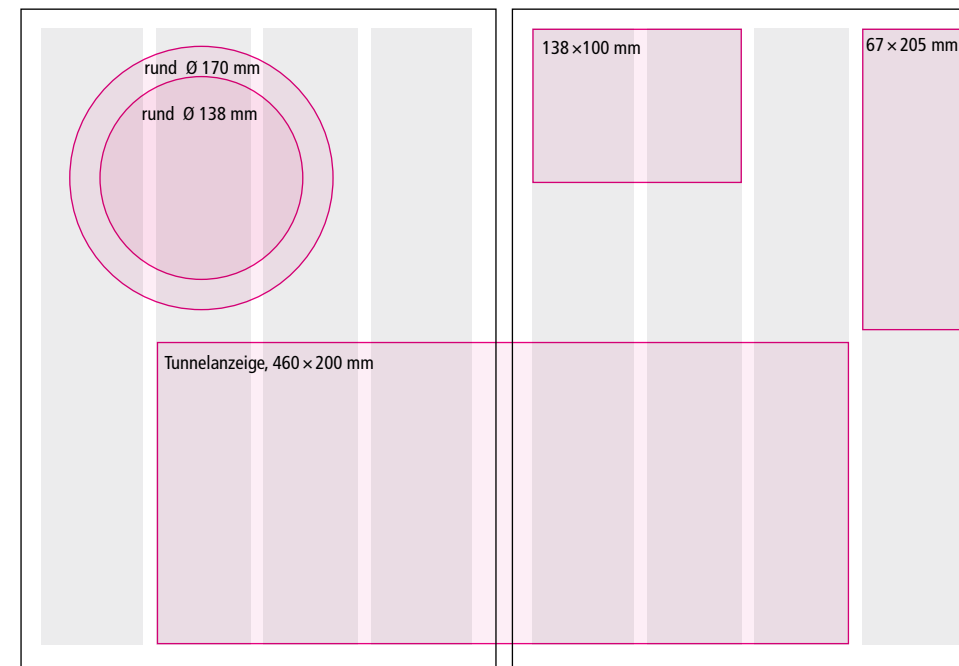 rund Ø 170 mm
rund Ø 138 mm
138 × 100 mm
67 × 205 mm
Tunnelanzeige, 460 × 200 mm